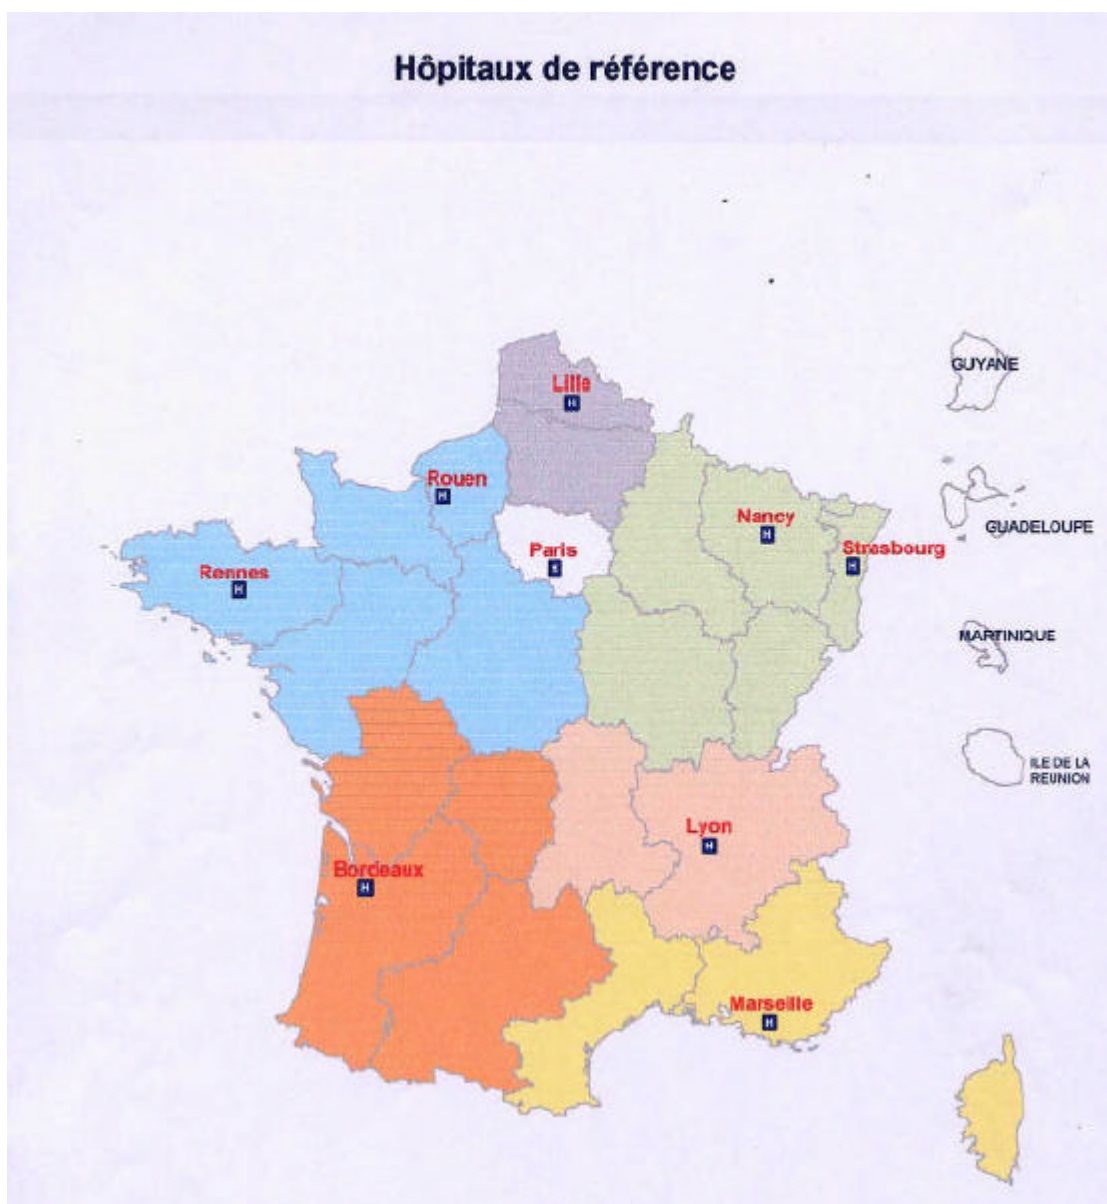 Hôpitaux de référence
GUYANE
Lille
H
Rouen
H
Nancy
H
GUADELOUPE
Paris
Strasbourg
H
Rennes
H
MARTINIQUE
ILE DE LA
REUNION
Lyon
H
Bordeaux
H
Marseille
H